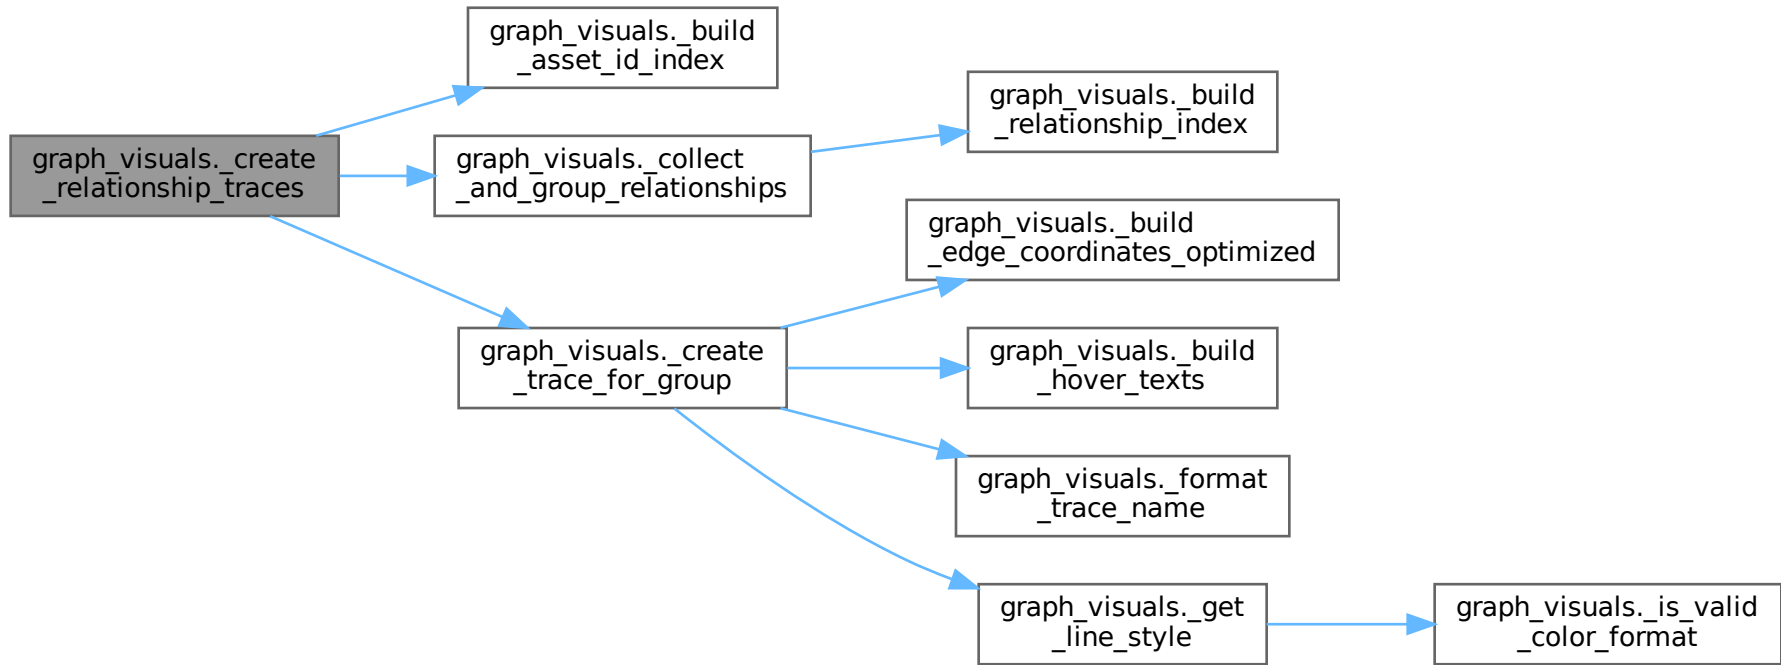 graph_visuals._build
_asset_id_index
graph_visuals._build
_relationship_index
graph_visuals._create
_relationship_traces
graph_visuals._collect
_and_group_relationships
graph_visuals._build
_edge_coordinates_optimized
graph_visuals._create
_trace_for_group
graph_visuals._build
_hover_texts
graph_visuals._format
_trace_name
graph_visuals._get
_line_style
graph_visuals._is_valid
_color_format